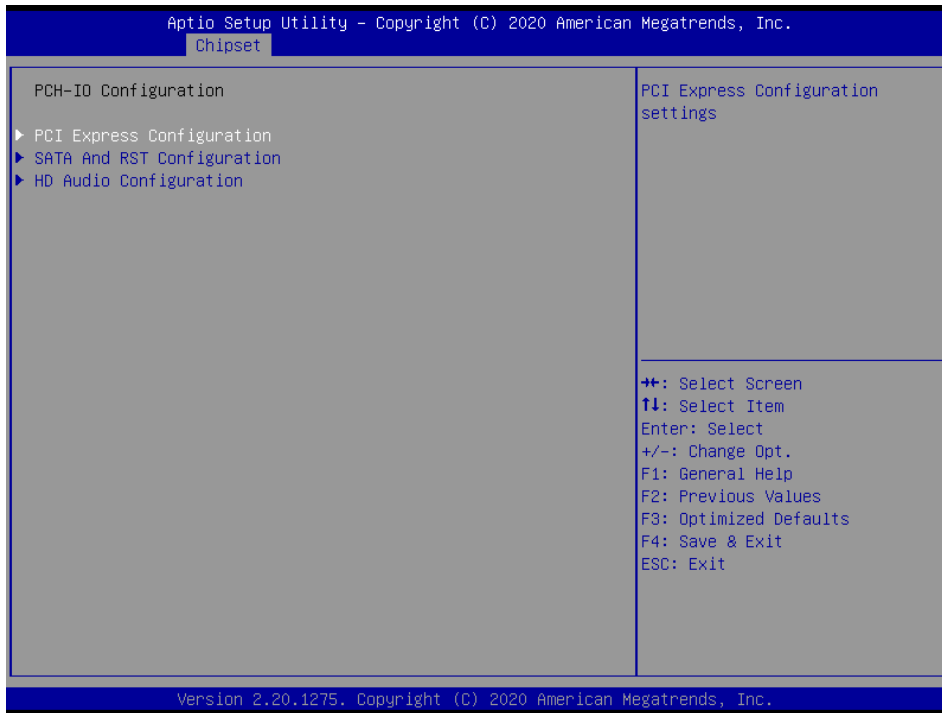 Aptio Setup Utility – Copyright (C) 2020 American Megatrends, Inc.
Chipset
PCH-IO Configuration
PCI Express Configuration
SATA And RST Configuration
HD Audio Configuration
PCI Express Configuration
settings
→←: Select Screen
↑↓: Select Item
Enter: Select
+/-: Change Opt.
F1: General Help
F2: Previous Values
F3: Optimized Defaults
F4: Save & Exit
ESC: Exit
Version 2.20.1275. Copyright (C) 2020 American Megatrends, Inc.